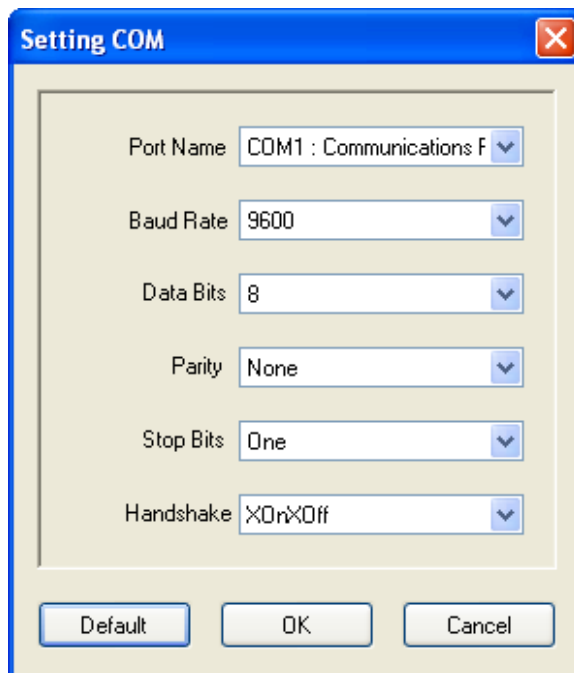 Setting COM
Port Name COM1 : Communications P
Baud Rate 9600
Data Bits 8
Parity None
Stop Bits One
Handshake XOnXOff
Default OK Cancel